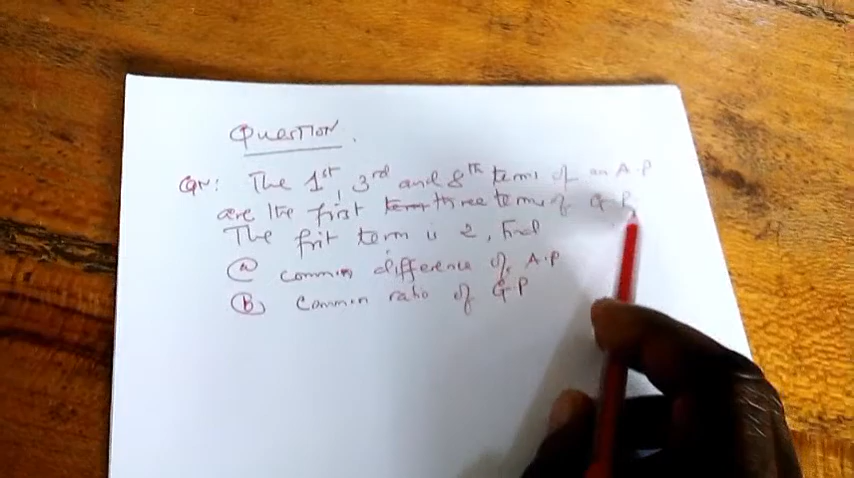 Question.
Qn: The 1st, 3rd and 8th terms of an A.P
are the first term three terms of G.P.
The first term is 2, Find
(a) common difference of A.P
(b) common ratio of G.P